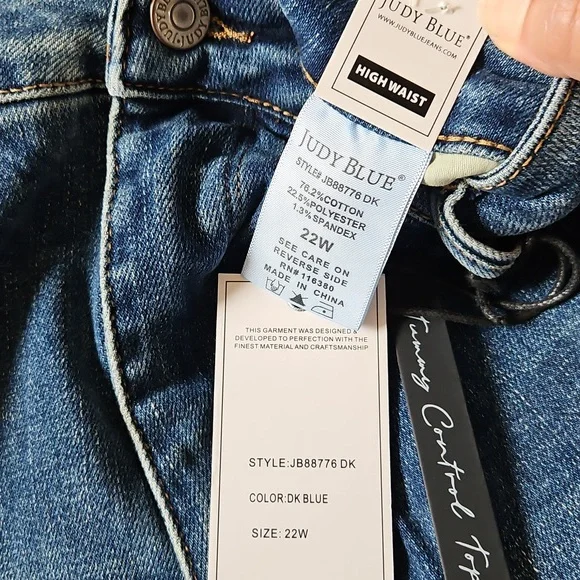 JUDY BLUE®
WWW.JUDYBLUEJEANS.COM
HIGH WAIST
JUDY BLUE®
STYLE# JB88776 DK
76.2%COTTON
22.5%POLYESTER
1.3%SPANDEX
22W
SEE CARE ON
REVERSE SIDE
RN# 116380
MADE IN CHINA
THIS GARMENT WAS DESIGNED &
DEVELOPED TO PERFECTION WITH THE
FINEST MATERIAL AND CRAFTSMANSHIP
STYLE:JB88776 DK
COLOR:DK BLUE
SIZE: 22W
Tummy Control Top